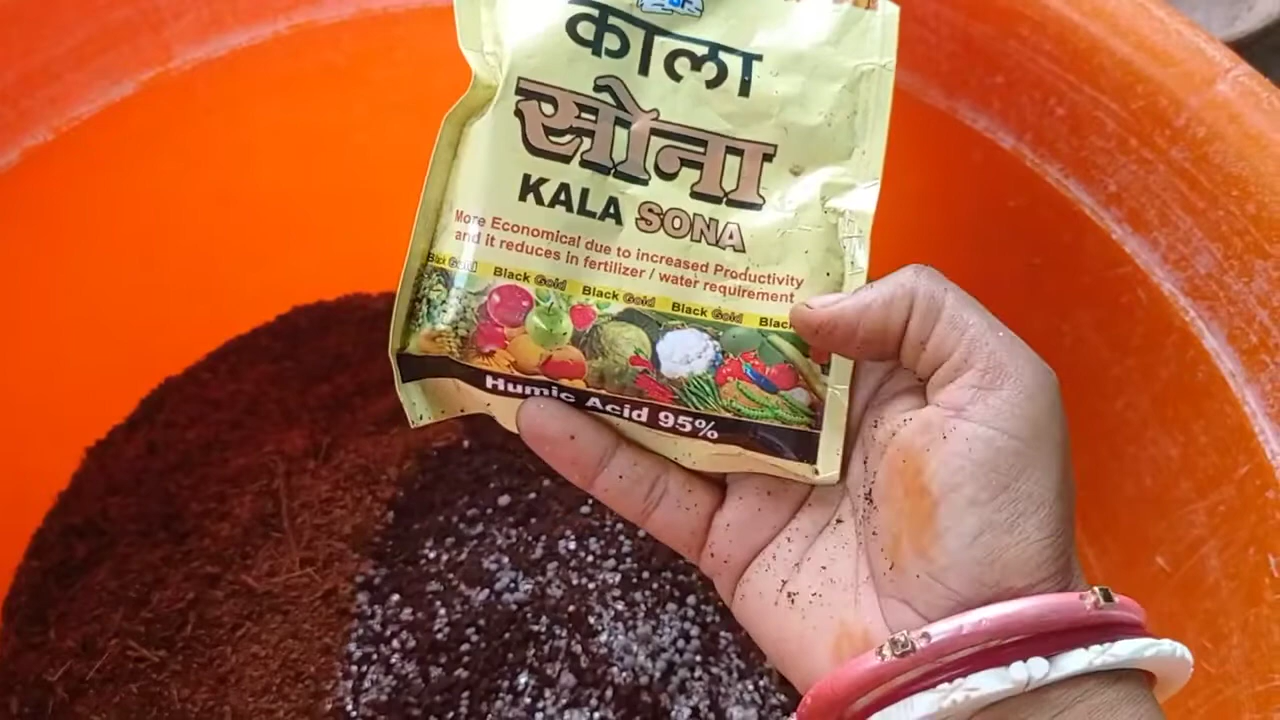 काला
सोना
KALA SONA
More Economical due to increased Productivity
and it reduces in fertilizer / water requirement
Black Gold Black Gold Black Gold Black Gold Black
Humic Acid 95%